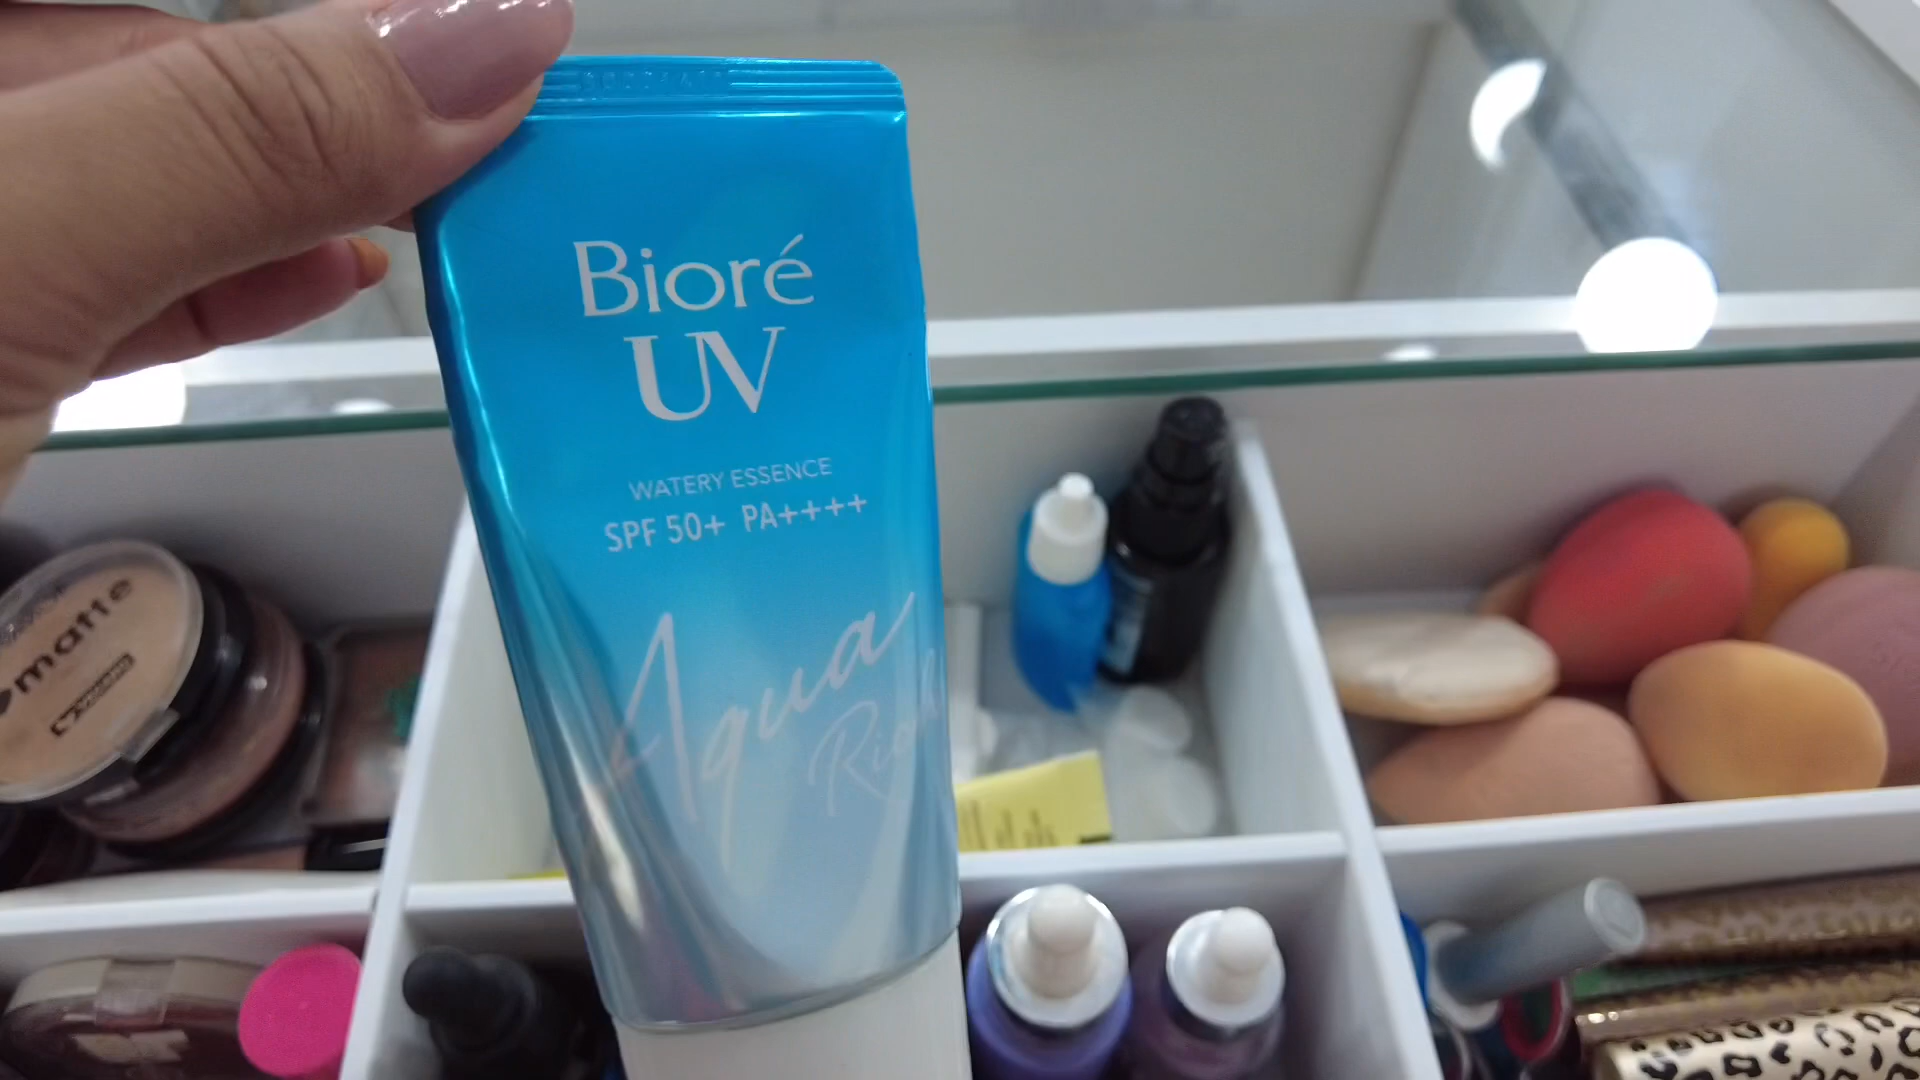 Bioré
UV
WATERY ESSENCE
SPF 50+ PA++++
Aqua
Rich
matte